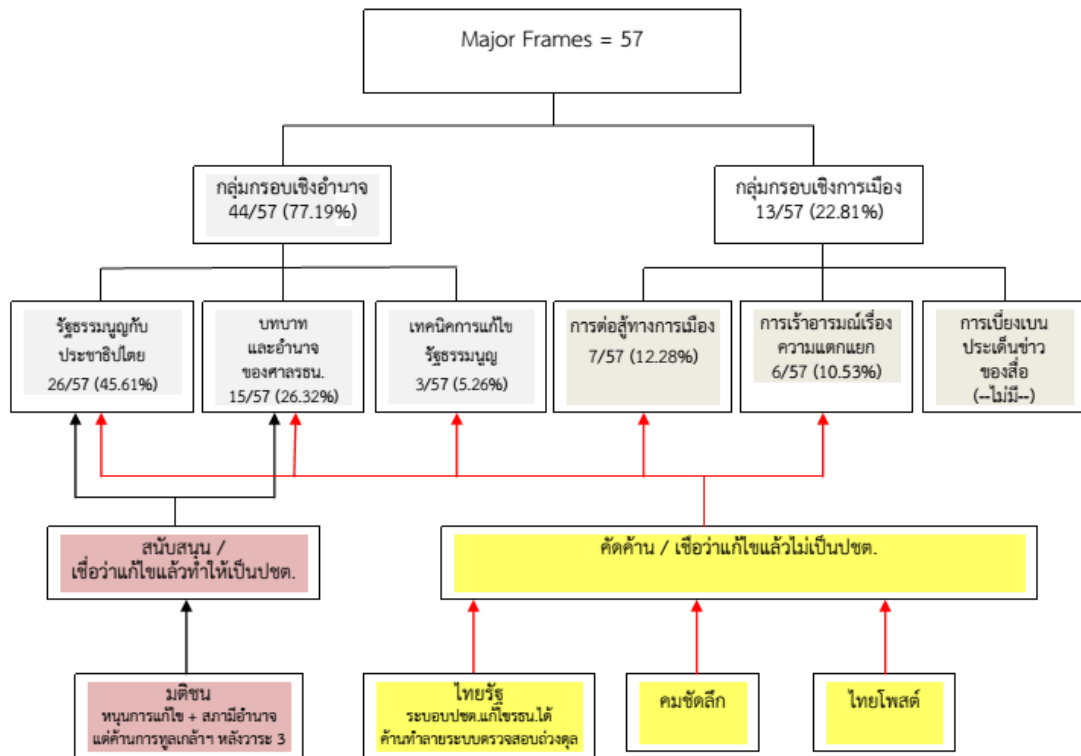 Major Frames = 57
กลุ่มกรอบเชิงอำนาจ
44/57 (77.19%)
กลุ่มกรอบเชิงการเมือง
13/57 (22.81%)
รัฐธรรมนูญกับ
ประชาธิปไตย
26/57 (45.61%)
บทบาท
และอำนาจ
ของศาลรธน.
15/57 (26.32%)
เทคนิคการแก้ไข
รัฐธรรมนูญ
3/57 (5.26%)
การต่อสู้ทางการเมือง
7/57 (12.28%)
การเร้าอารมณ์เรื่อง
ความแตกแยก
6/57 (10.53%)
การเบี่ยงเบน
ประเด็นข่าว
ของสื่อ
(--ไม่มี--)
สนับสนุน /
เชื่อว่าแก้ไขแล้วทำให้เป็นปชต.
คัดค้าน / เชื่อว่าแก้ไขแล้วไม่เป็นปชต.
มติชน
หนุนการแก้ไข + สภามีอำนาจ
แต่ค้านการทูลเกล้าฯ หลังวาระ 3
ไทยรัฐ
ระบอบปชต.แก้ไขรธน.ได้
ค้านทำลายระบบตรวจสอบถ่วงดุล
คมชัดลึก
ไทยโพสต์